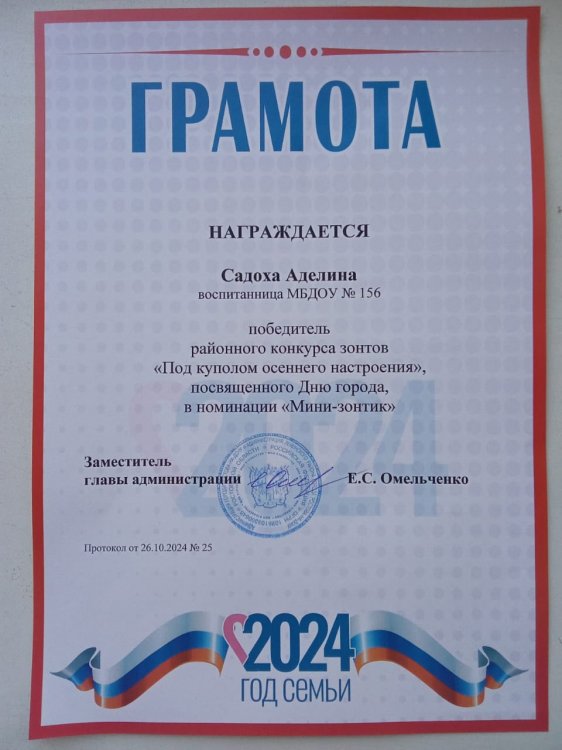 ГРАМОТА
НАГРАЖДАЕТСЯ
Садоха Аделина
воспитанница МБДОУ № 156
победитель
районного конкурса зонтов
«Под куполом осеннего настроения»,
посвященного Дню города,
в номинации «Мини-зонтик»
2024
Заместитель
главы администрации Е.С. Омельченко
Протокол от 26.10.2024 № 25
2024
ГОД СЕМЬИ